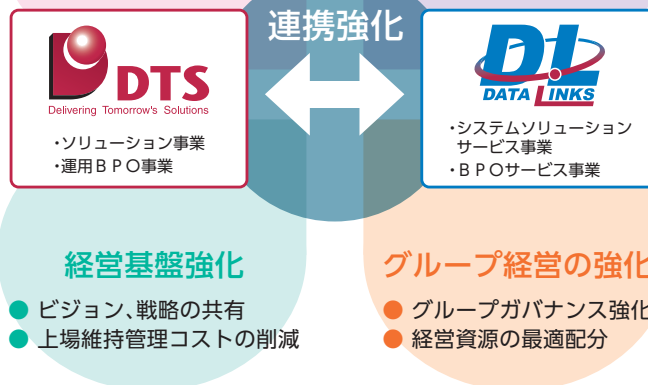 連携強化
DTS
Delivering Tomorrow's Solutions
・ソリューション事業
・運用ＢＰＯ事業
DL
DATA LINKS
・システムソリューション
サービス事業
・ＢＰＯサービス事業
経営基盤強化
● ビジョン、戦略の共有
● 上場維持管理コストの削減
グループ経営の強化
● グループガバナンス強化
● 経営資源の最適配分